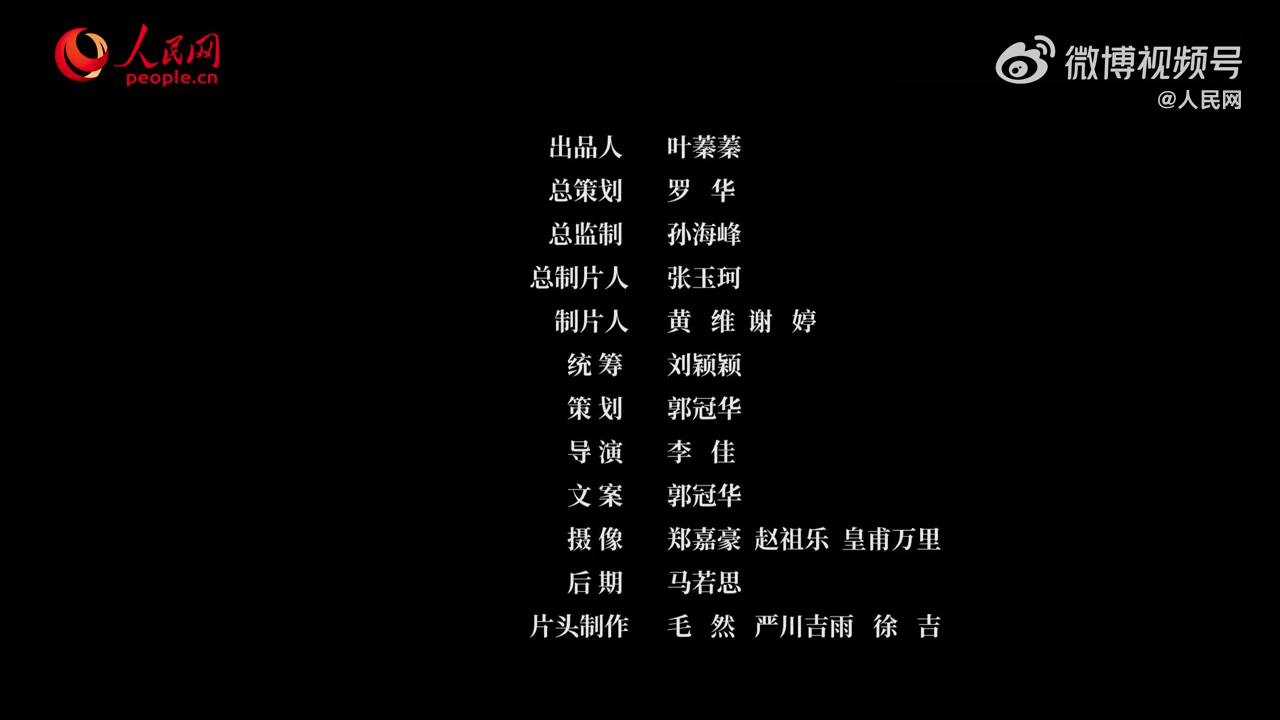 人民网
people.cn
微博视频号
@人民网
出品人 叶蓁蓁
总策划 罗 华
总监制 孙海峰
总制片人 张玉珂
制片人 黄 维 谢 婷
统 筹 刘颖颖
策 划 郭冠华
导 演 李 佳
文 案 郭冠华
摄 像 郑嘉豪 赵祖乐 皇甫万里
后 期 马若思
片头制作 毛 然 严川吉雨 徐 吉